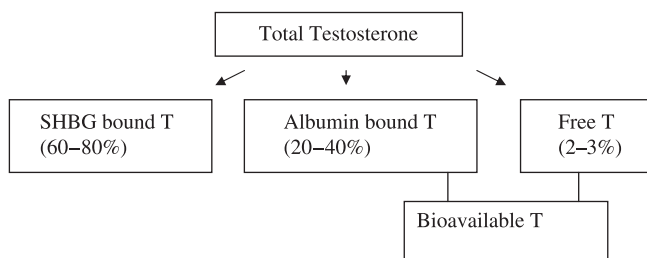 Total Testosterone
SHBG bound T
(60–80%)
Albumin bound T
(20–40%)
Free T
(2–3%)
Bioavailable T